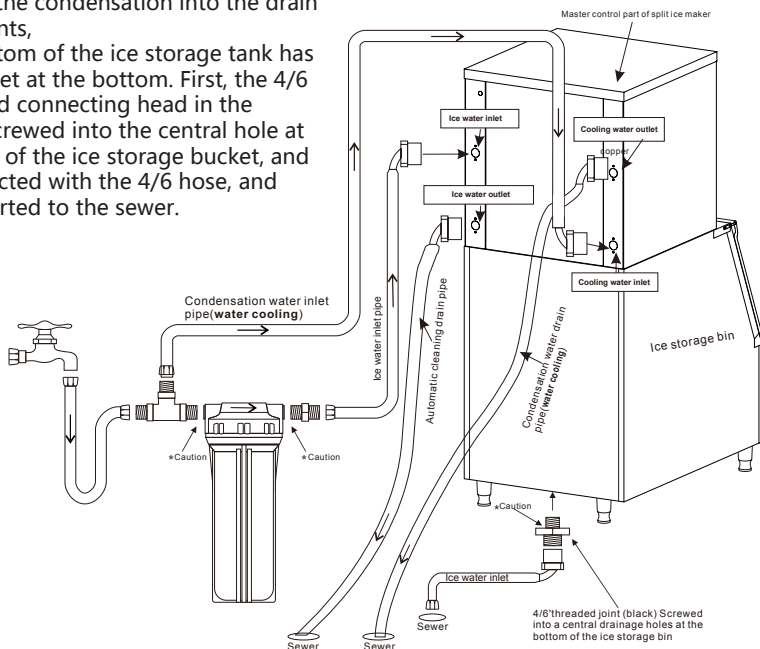 the condensation into the drain
nts,
tom of the ice storage tank has
et at the bottom. First, the 4/6
d connecting head in the
crewed into the central hole at
of the ice storage bucket, and
cted with the 4/6 hose, and
rted to the sewer.
Master control part of split ice maker
Ice water inlet
Cooling water outlet
copper
Ice water outlet
Cooling water inlet
Condensation water inlet
pipe(water cooling)
Ice water inlet pipe
Automatic cleaning drain pipe
Condensation water drain
pipe(water cooling)
Ice storage bin
*Caution
*Caution
*Caution
Ice water inlet
Sewer
Sewer
Sewer
4/6'threaded joint (black) Screwed
into a central drainage holes at the
bottom of the ice storage bin